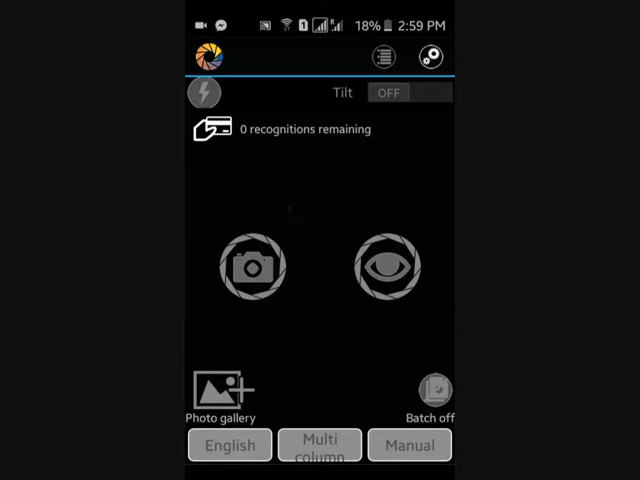 18% 2:59 PM
Tilt OFF
0 recognitions remaining
Photo gallery
Batch off
English
Multi
column
Manual